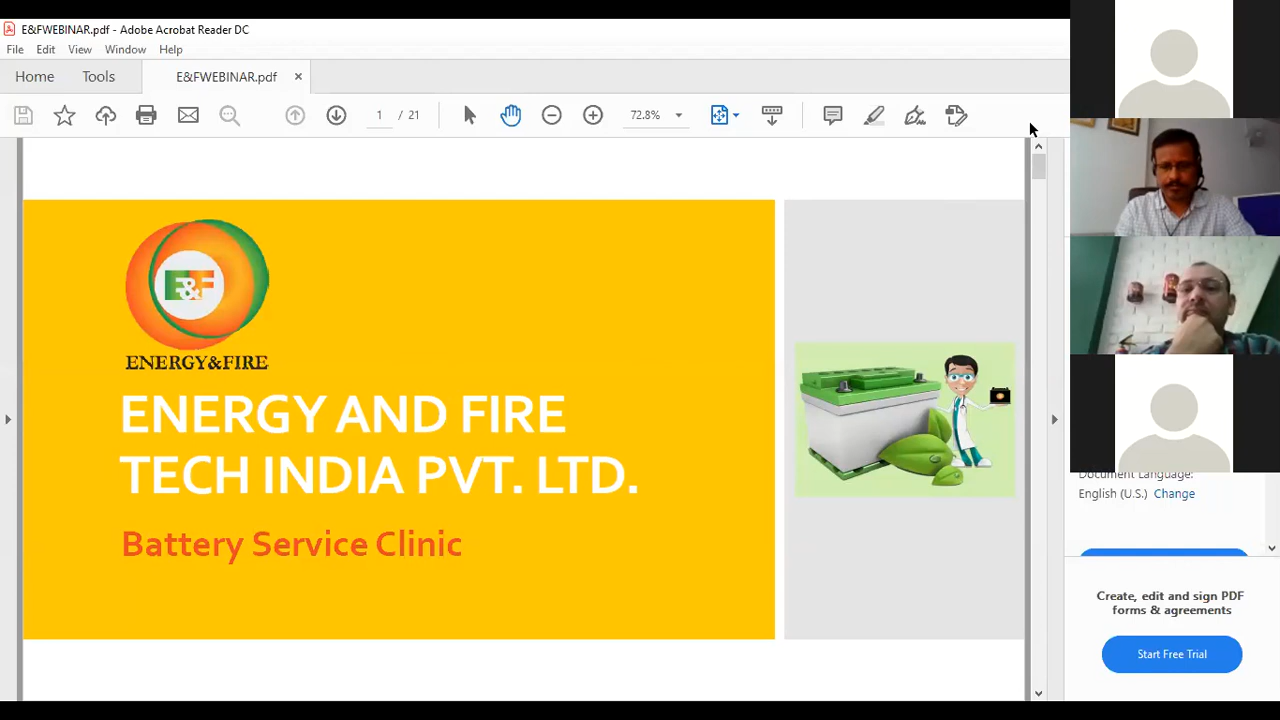 E&FWEBINAR.pdf - Adobe Acrobat Reader DC
File Edit View Window Help
Home Tools E&FWEBINAR.pdf ×
1 / 21 72.8%
E&F
ENERGY&FIRE
ENERGY AND FIRE
TECH INDIA PVT. LTD.
Battery Service Clinic
Document Language:
English (U.S.) Change
Create, edit and sign PDF
forms & agreements
Start Free Trial